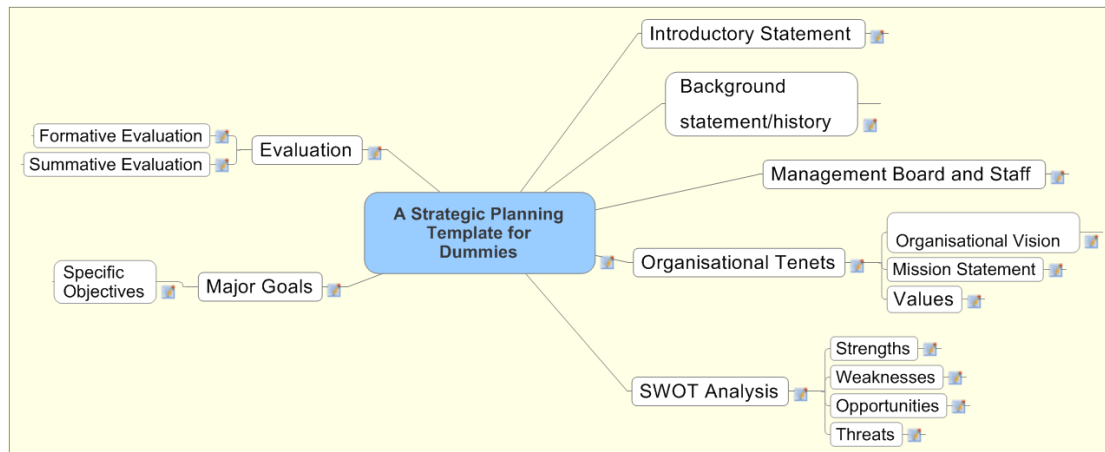 A Strategic Planning
Template for
Dummies
Introductory Statement
Background
statement/history
Management Board and Staff
Organisational Tenets
Organisational Vision
Mission Statement
Values
SWOT Analysis
Strengths
Weaknesses
Opportunities
Threats
Major Goals
Specific
Objectives
Evaluation
Formative Evaluation
Summative Evaluation